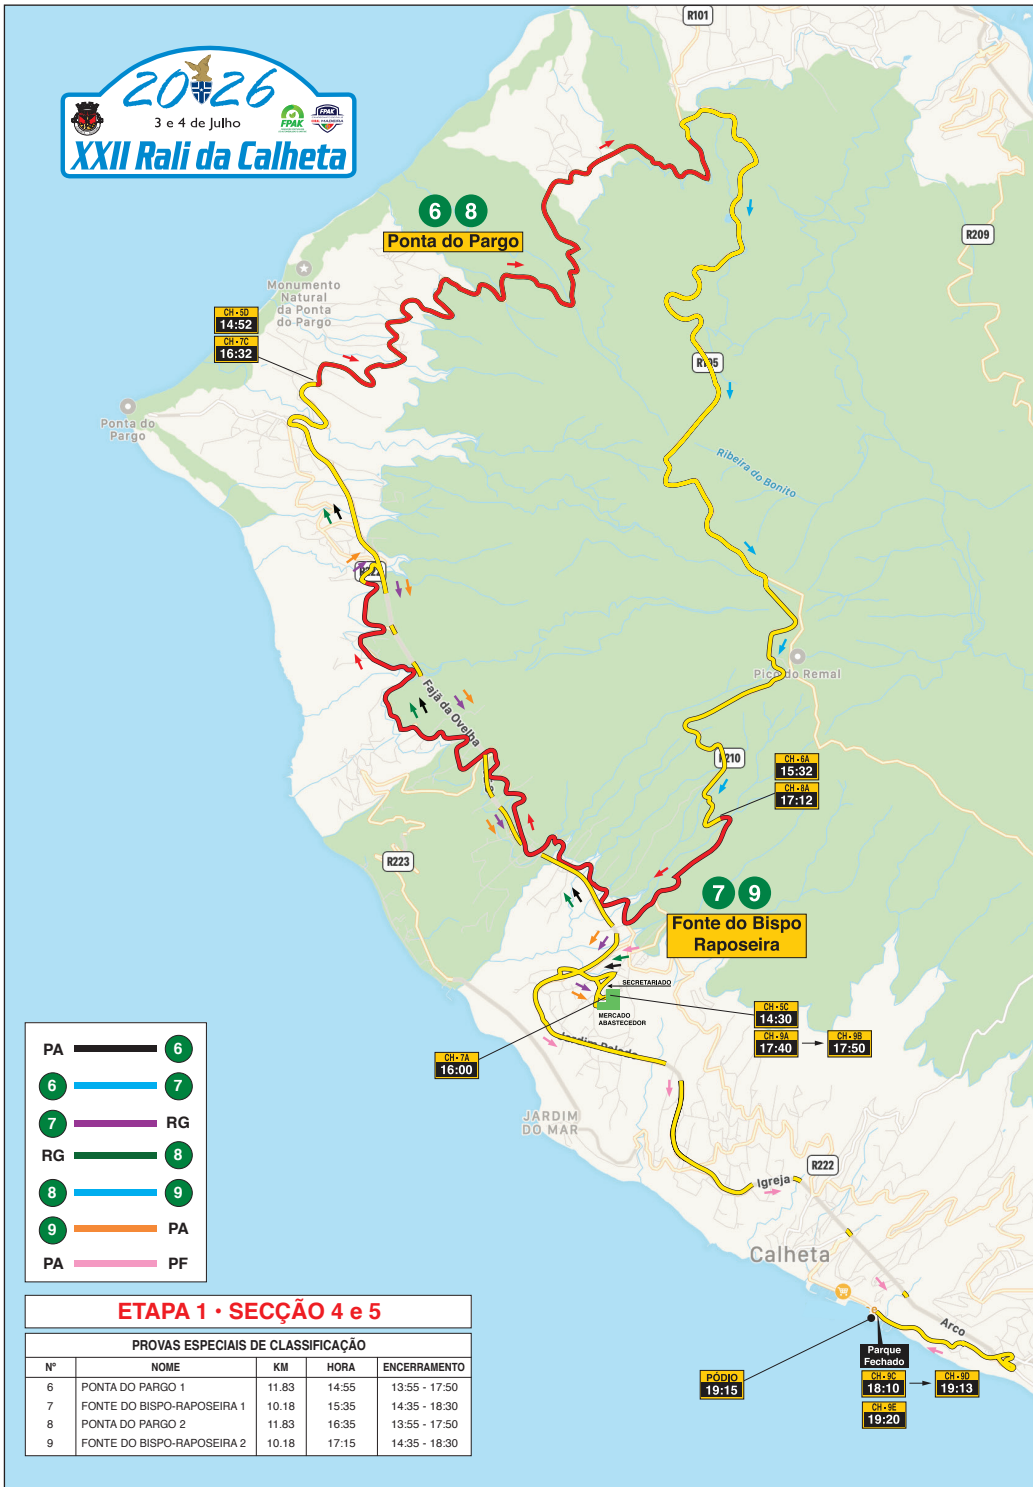 R101
2026
3 e 4 de Julho
FPAK
FPAK
XXII Rali da Calheta
6 8
Ponta do Pargo
R209
Monumento
Natural
da Ponta
do Pargo
CH - 5D
14:52
CH - 7C
16:32
Ponta do
Pargo
Ribeira do Bonito
Pico do Remal
Fajã da Ovelha
R210
CH - 6A
15:32
CH - 8A
17:12
R223
7 9
Fonte do Bispo
Raposeira
SECRETARIADO
MERCADO
ABASTECEDOR
CH - 5C
14:30
CH - 9A
17:40
CH - 9B
17:50
CH - 7A
16:00
JARDIM
DO MAR
R222
Igreja
Calheta
Arco
Parque
Fechado
PÓDIO
19:15
CH - 9C
18:10
CH - 9D
19:13
CH - 9E
19:20
PA 6
6 7
7 RG
RG 8
8 9
9 PA
PA PF
ETAPA 1 • SECÇÃO 4 e 5
PROVAS ESPECIAIS DE CLASSIFICAÇÃO
Nº NOME KM HORA ENCERRAMENTO
6 PONTA DO PARGO 1 11.83 14:55 13:55 - 17:50
7 FONTE DO BISPO-RAPOSEIRA 1 10.18 15:35 14:35 - 18:30
8 PONTA DO PARGO 2 11.83 16:35 13:55 - 17:50
9 FONTE DO BISPO-RAPOSEIRA 2 10.18 17:15 14:35 - 18:30